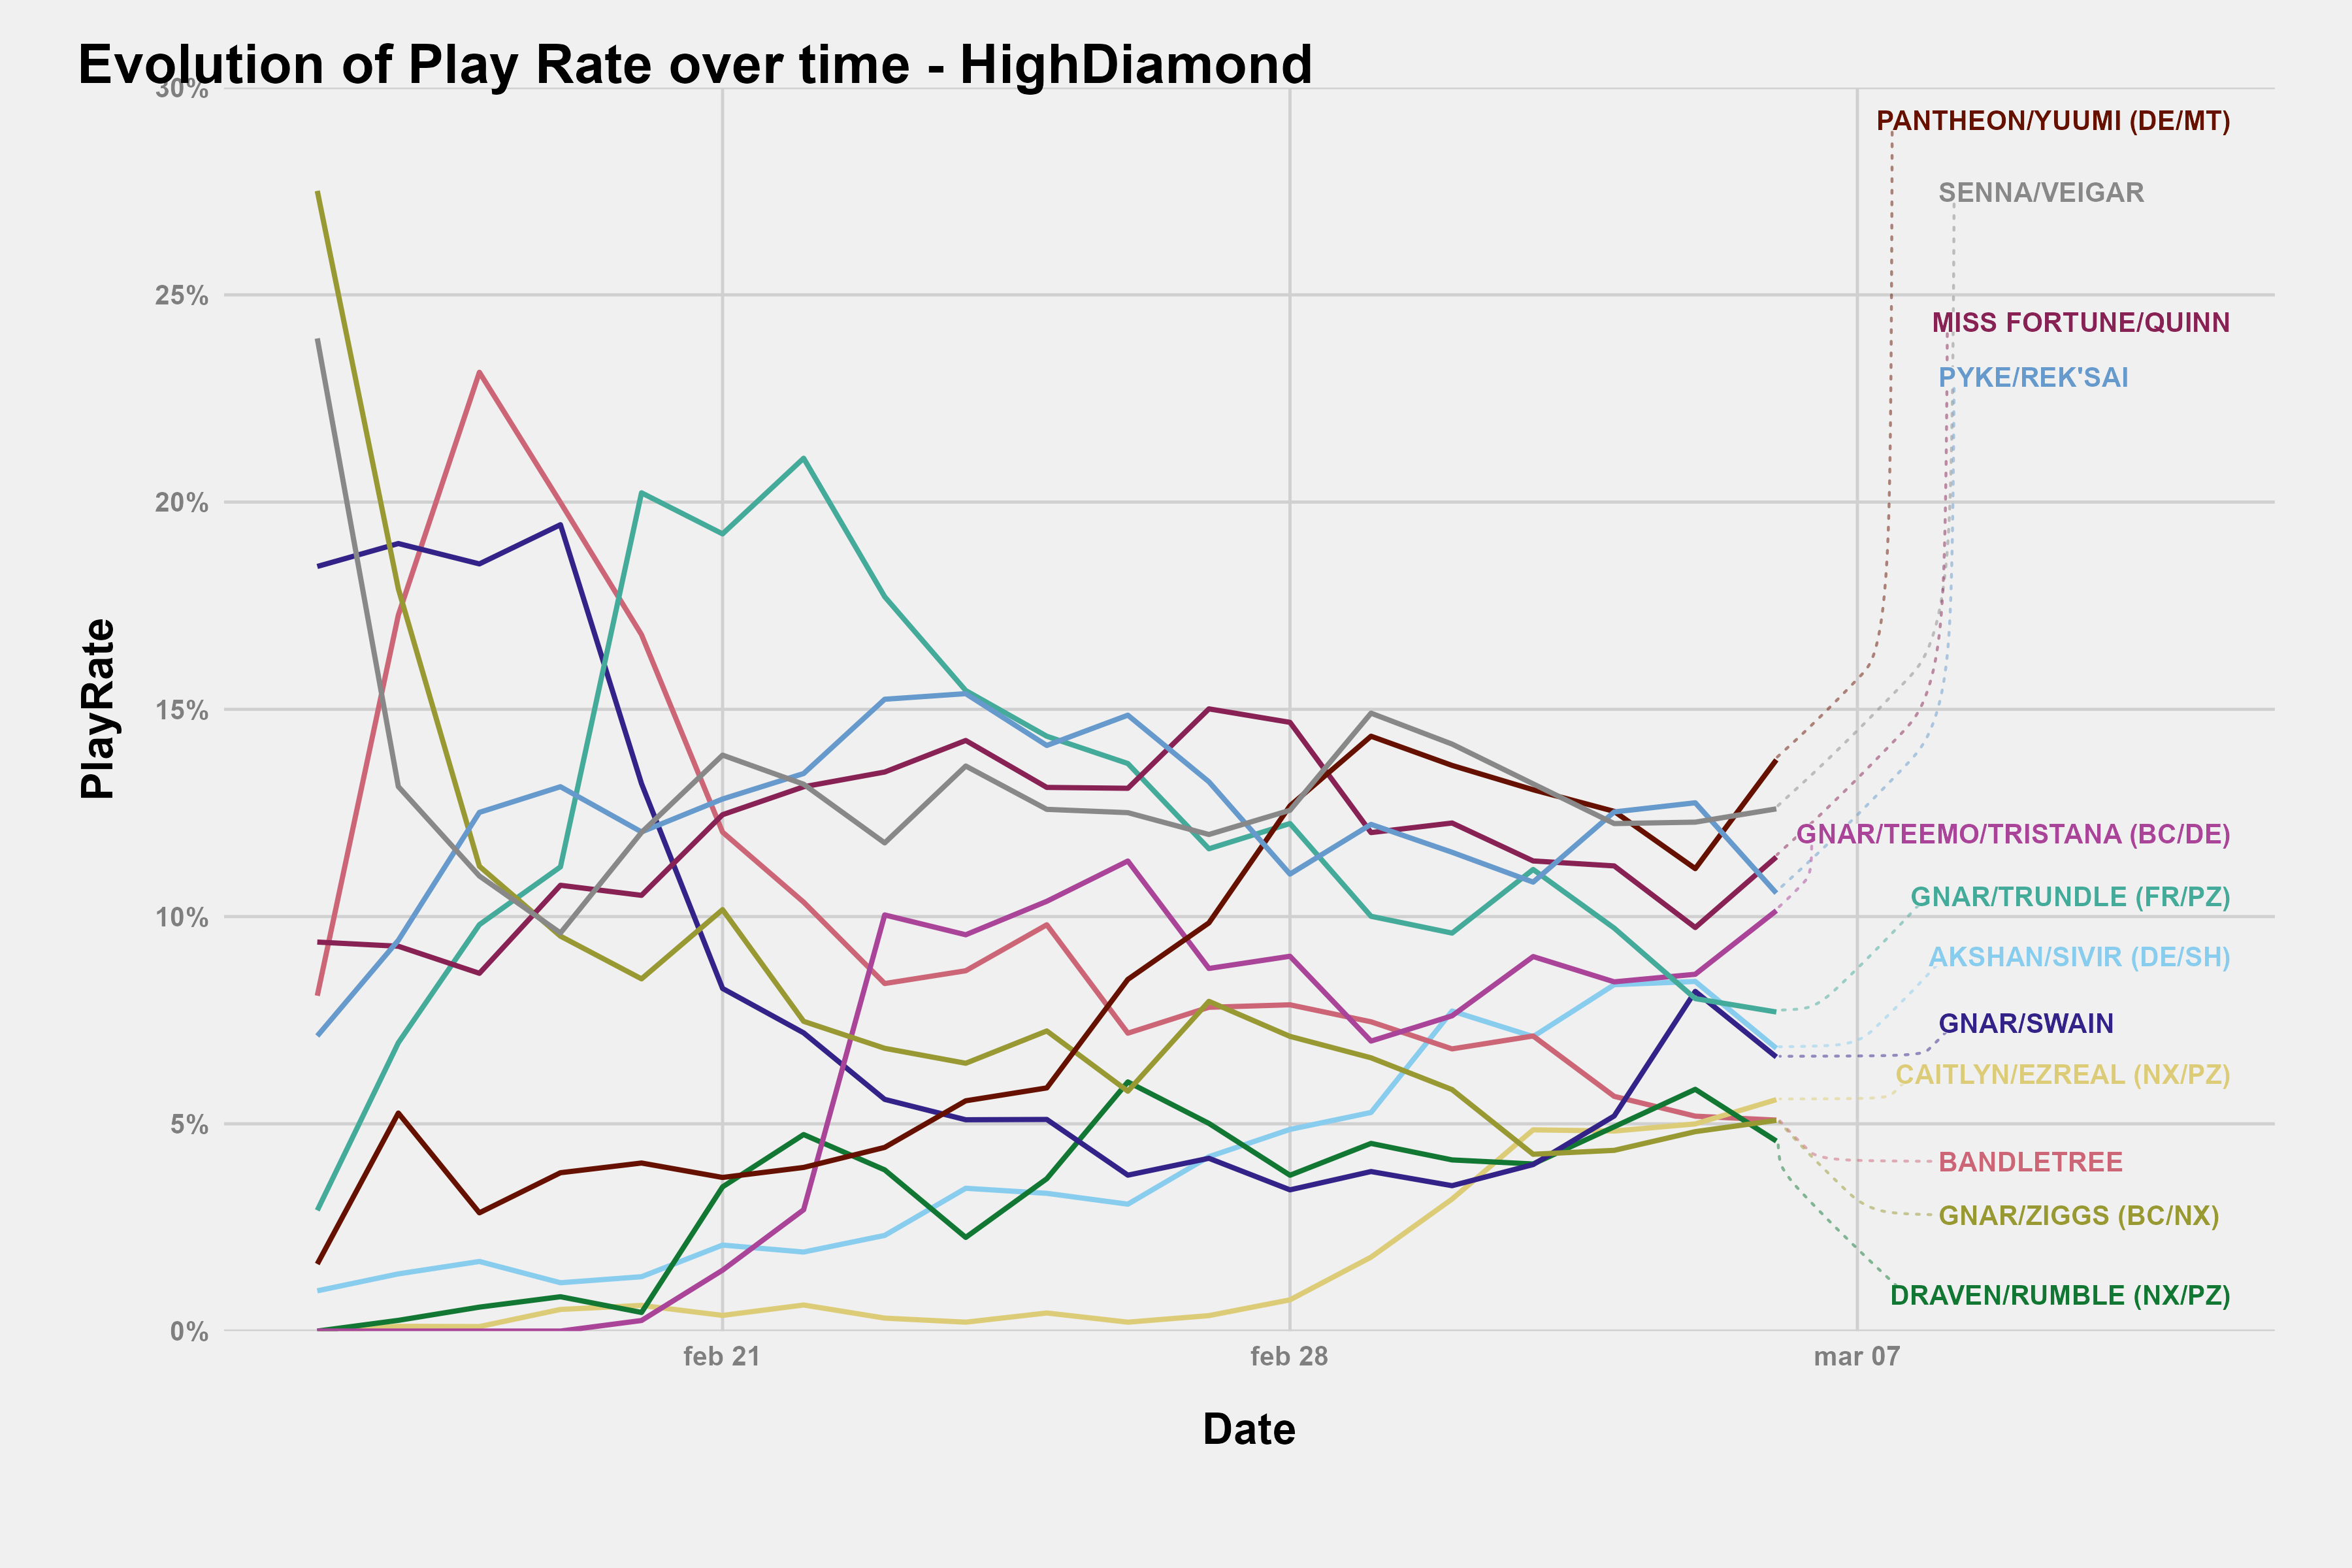 Evolution of Play Rate over time - HighDiamond
PlayRate
30%
25%
20%
15%
10%
5%
0%
feb 21
feb 28
mar 07
Date
PANTHEON/YUUMI (DE/MT)
SENNA/VEIGAR
MISS FORTUNE/QUINN
PYKE/REK'SAI
GNAR/TEEMO/TRISTANA (BC/DE)
GNAR/TRUNDLE (FR/PZ)
AKSHAN/SIVIR (DE/SH)
GNAR/SWAIN
CAITLYN/EZREAL (NX/PZ)
BANDLETREE
GNAR/ZIGGS (BC/NX)
DRAVEN/RUMBLE (NX/PZ)